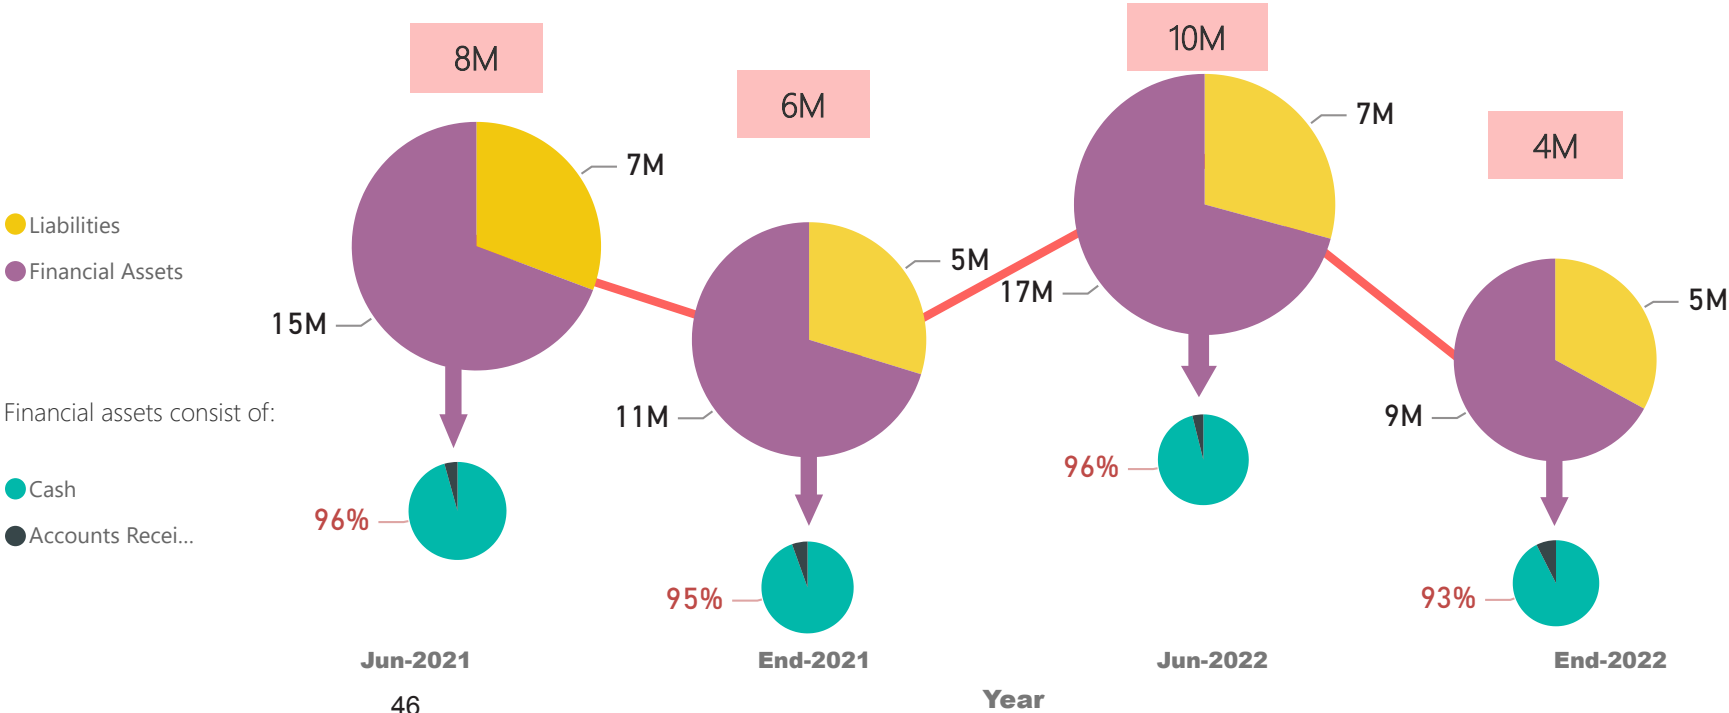 8M
6M
10M
4M
7M
15M
5M
11M
7M
17M
5M
9M
Liabilities
Financial Assets
Financial assets consist of:
Cash
Accounts Recei...
96%
95%
96%
93%
Jun-2021
End-2021
Jun-2022
End-2022
Year
46